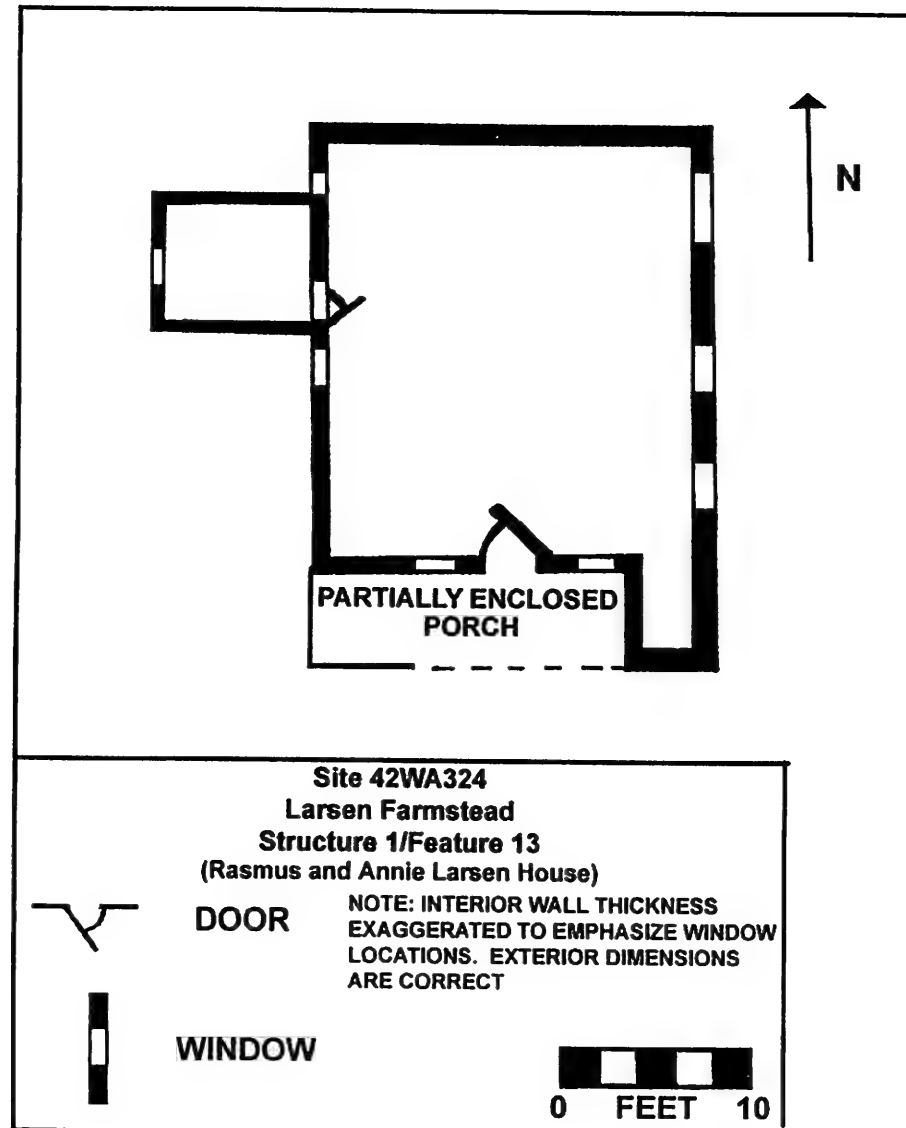 N
PARTIALLY ENCLOSED
PORCH
Site 42WA324
Larsen Farmstead
Structure 1/Feature 13
(Rasmus and Annie Larsen House)
DOOR
NOTE: INTERIOR WALL THICKNESS
EXAGGERATED TO EMPHASIZE WINDOW
LOCATIONS. EXTERIOR DIMENSIONS
ARE CORRECT
WINDOW
0 FEET 10